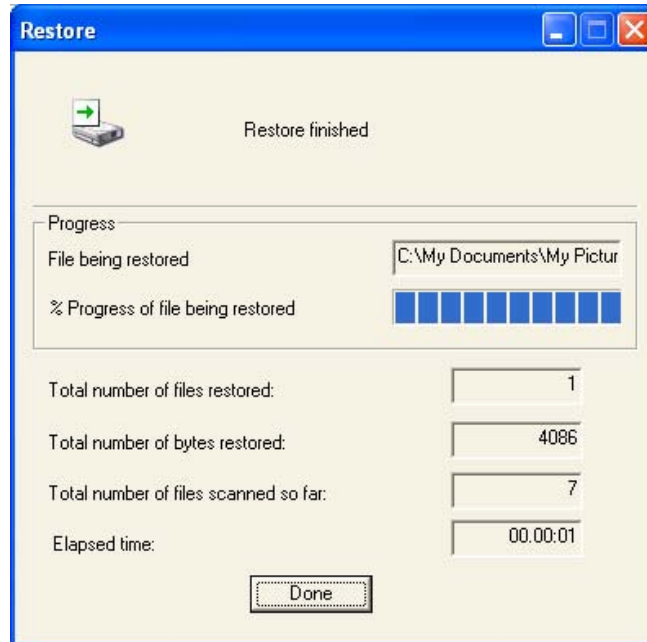 Restore
Restore finished
Progress
File being restored C:\My Documents\My Pictur
% Progress of file being restored
Total number of files restored: 1
Total number of bytes restored: 4086
Total number of files scanned so far: 7
Elapsed time: 00.00:01
Done